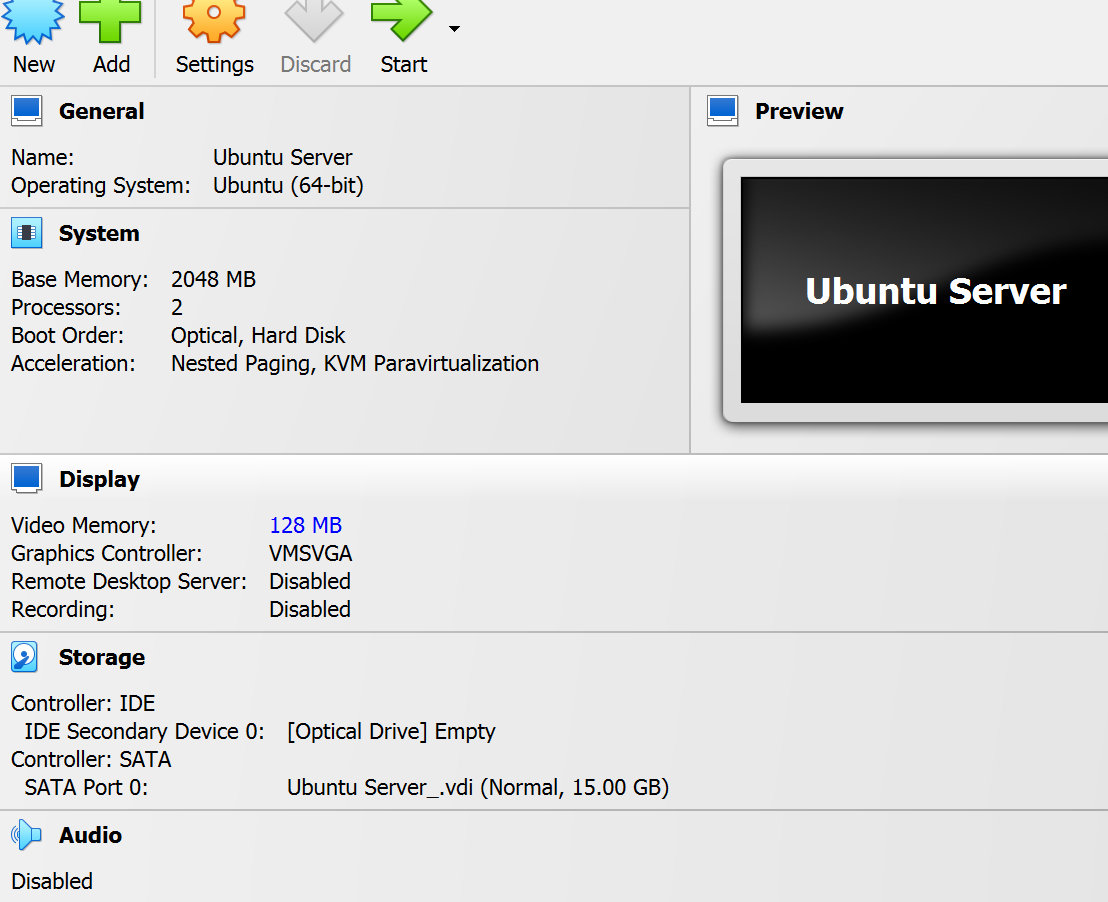 New Add Settings Discard Start
General
Name: Ubuntu Server
Operating System: Ubuntu (64-bit)
System
Base Memory: 2048 MB
Processors: 2
Boot Order: Optical, Hard Disk
Acceleration: Nested Paging, KVM Paravirtualization
Preview
Ubuntu Server
Display
Video Memory: 128 MB
Graphics Controller: VMSVGA
Remote Desktop Server: Disabled
Recording: Disabled
Storage
Controller: IDE
IDE Secondary Device 0: [Optical Drive] Empty
Controller: SATA
SATA Port 0: Ubuntu Server_.vdi (Normal, 15.00 GB)
Audio
Disabled